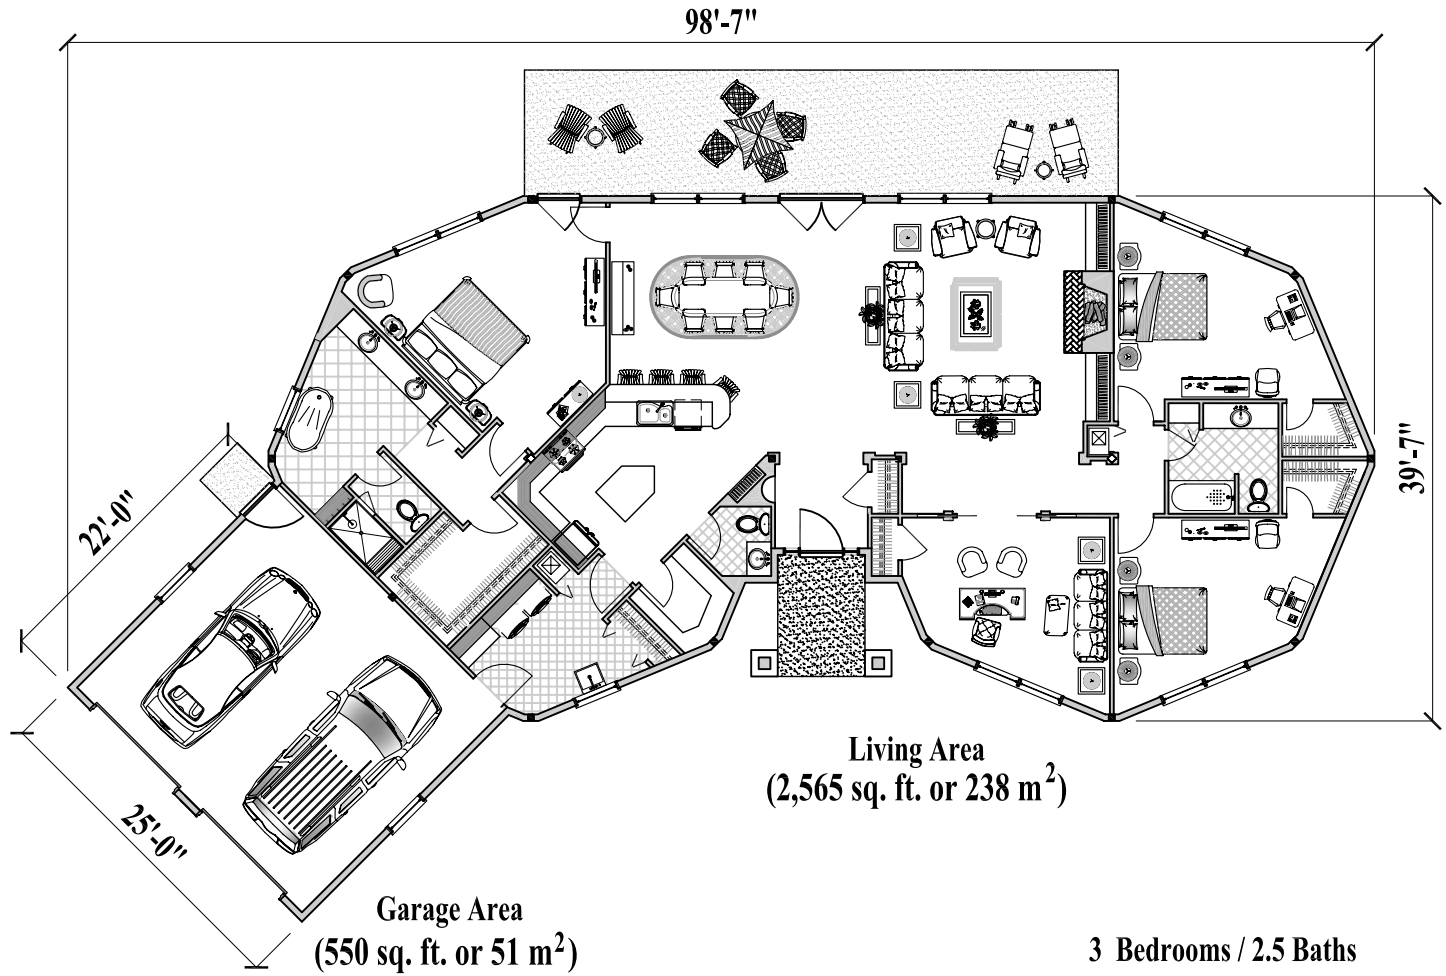 98'-7"
39'-7"
22'-0"
25'-0"
Living Area
(2,565 sq. ft. or 238 m²)
Garage Area
(550 sq. ft. or 51 m²)
3 Bedrooms / 2.5 Baths